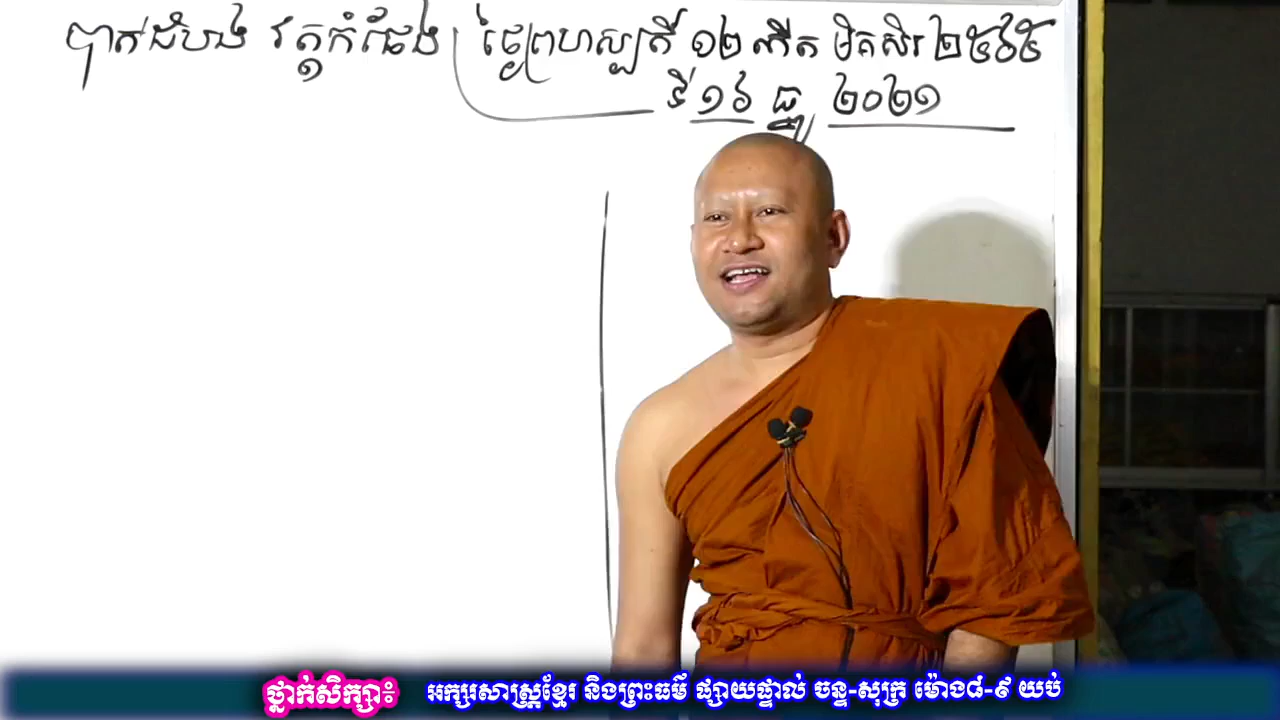 បាត់ដំបង វត្តកំផែង ថ្ងៃព្រហស្បតិ៍ ១២ កើត មិគសិរ ២៥៦៥
ទី ១៦ ធ្នូ ២០២១
ថ្នាក់សិក្សា៖ អក្សរសាស្ត្រខ្មែរ និងព្រះធម៌ ផ្សាយផ្ទាល់ ចន្ទ-សុក្រ ម៉ោង៨-៩ យប់